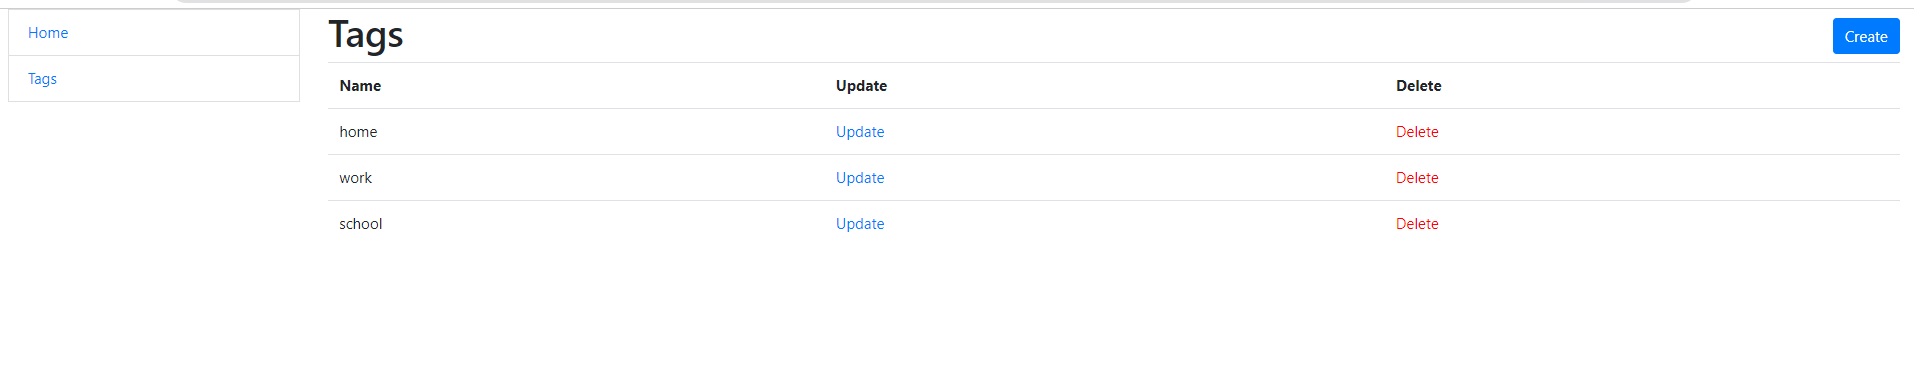 Home
Tags
Tags
Create
Name Update Delete
home Update Delete
work Update Delete
school Update Delete